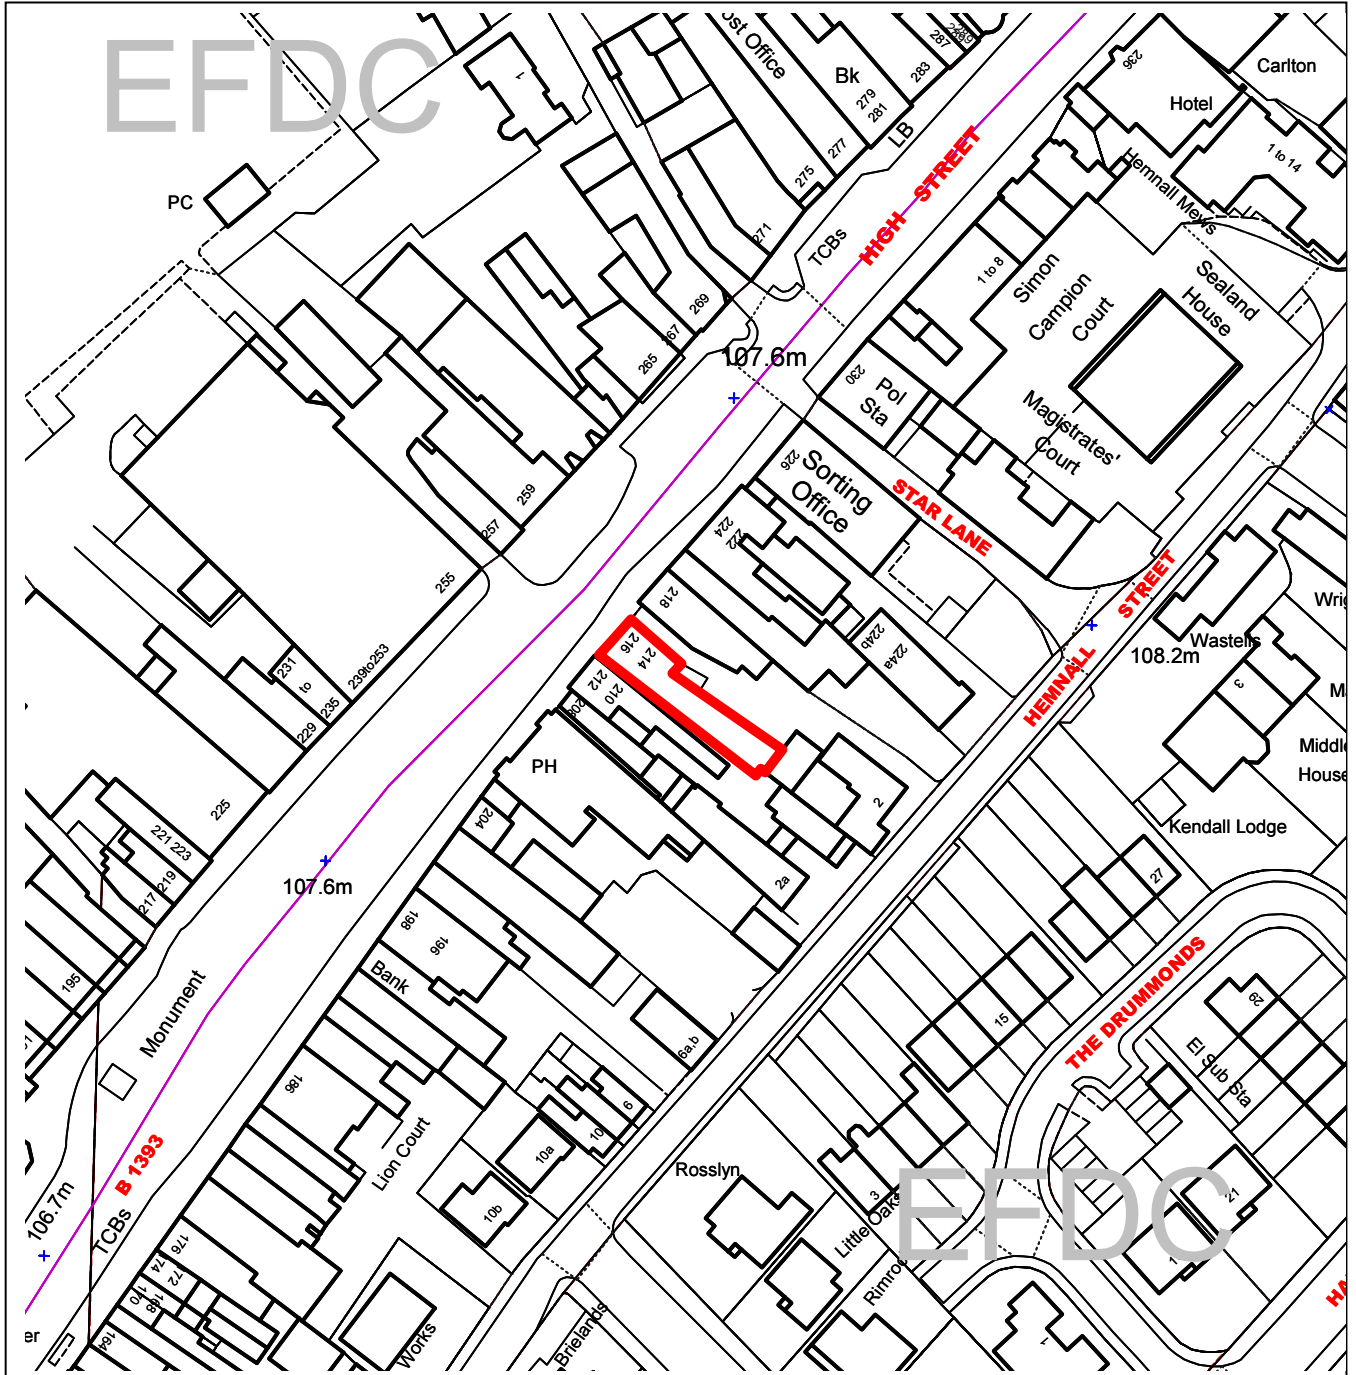 EFDC
1
Post Office
Bk
287
283
279
281
LB
277
275
271
PC
236
Hotel
Carlton
1 to 14
Hemnall Mews
HIGH STREET
TCBs
1 to 8
Simon
Campion
Court
Sealand
House
269
267
265
107.6m
230
Pol
Sta
Magistrates'
Court
226
Sorting
Office
STAR LANE
259
257
255
224
222
218
224b
224a
216
214
212
210
208
HEMNALL STREET
108.2m
Wastells
3
Kendall Lodge
239to253
231
to
235
229
225
221 223
219
217
195
PH
204
2
2a
27
107.6m
198
196
Bank
Monument
186
Lion Court
6a,b
9
10
10a
10b
15
THE DRUMMONDS
29
El Sub Sta
21
Rosslyn
3
Little Oaks
EFDC
B 1393
106.7m
TCBs
176
174
72
170
168
164
Works
Brielands
1